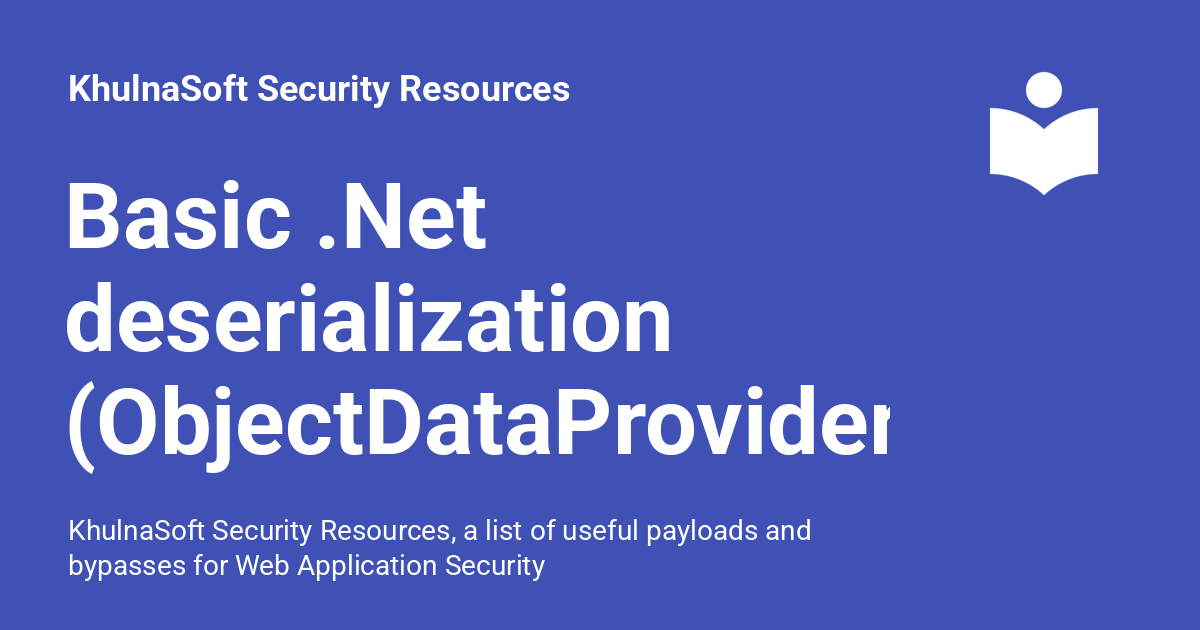 KhulnaSoft Security Resources
Basic .Net
deserialization
(ObjectDataProvider
KhulnaSoft Security Resources, a list of useful payloads and
bypasses for Web Application Security